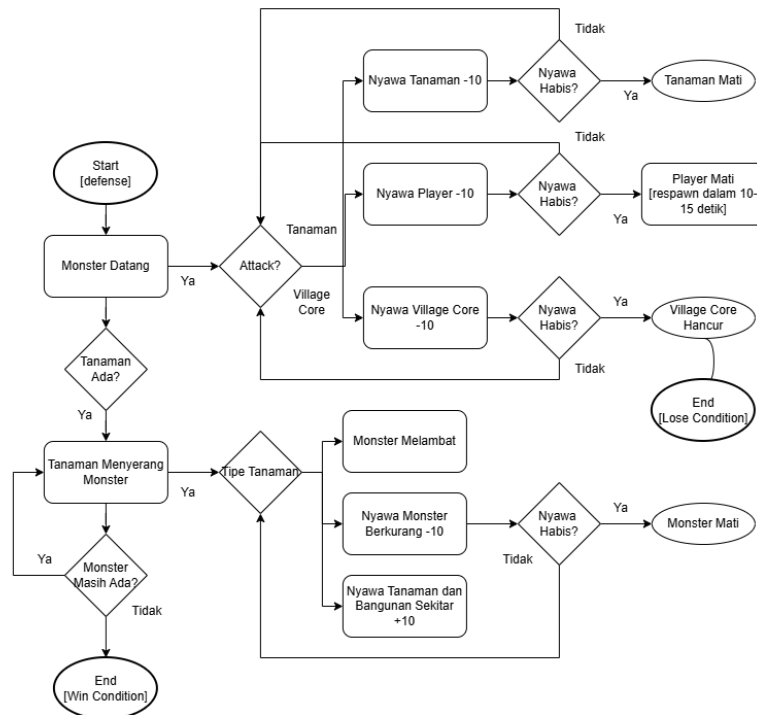 Tidak
Nyawa Tanaman -10
Nyawa
Habis?
Ya
Tanaman Mati
Tidak
Start
[defense]
Nyawa Player -10
Nyawa
Habis?
Ya
Player Mati
[respawn dalam 10-
15 detik]
Tanaman
Monster Datang
Ya
Attack?
Village
Core
Nyawa Village Core
-10
Nyawa
Habis?
Ya
Village Core
Hancur
Tidak
Tanaman
Ada?
Ya
End
[Lose Condition]
Tanaman Menyerang
Monster
Ya
Tipe Tanaman
Monster Melambat
Nyawa Monster
Berkurang -10
Tidak
Nyawa
Habis?
Ya
Monster Mati
Ya
Monster
Masih Ada?
Tidak
Nyawa Tanaman dan
Bangunan Sekitar
+10
End
[Win Condition]